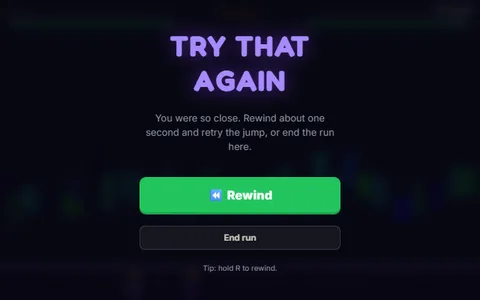 TRY THAT
AGAIN
You were so close. Rewind about one
second and retry the jump, or end the run
here.
⏪ Rewind
End run
Tip: hold R to rewind.